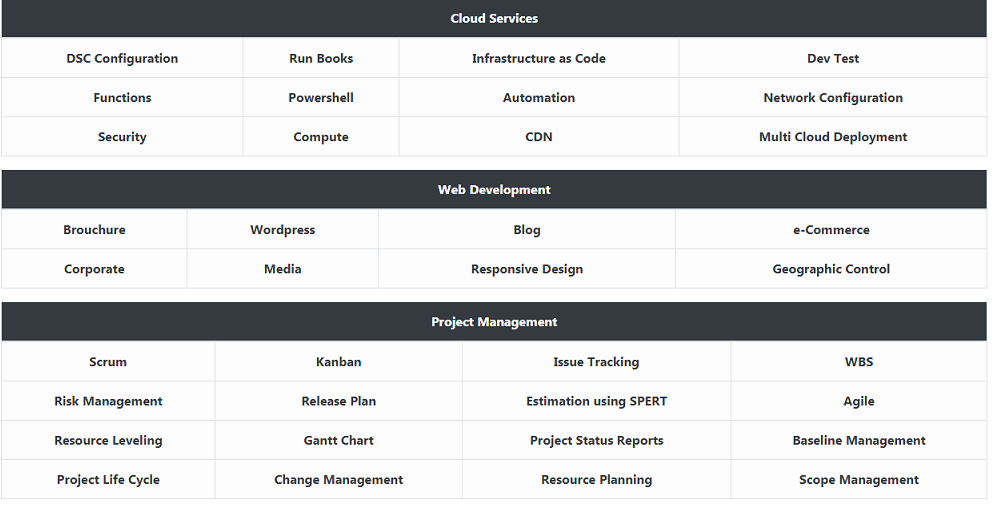 Cloud Services
DSC Configuration Run Books Infrastructure as Code Dev Test
Functions Powershell Automation Network Configuration
Security Compute CDN Multi Cloud Deployment
Web Development
Brouchure Wordpress Blog e-Commerce
Corporate Media Responsive Design Geographic Control
Project Management
Scrum Kanban Issue Tracking WBS
Risk Management Release Plan Estimation using SPERT Agile
Resource Leveling Gantt Chart Project Status Reports Baseline Management
Project Life Cycle Change Management Resource Planning Scope Management